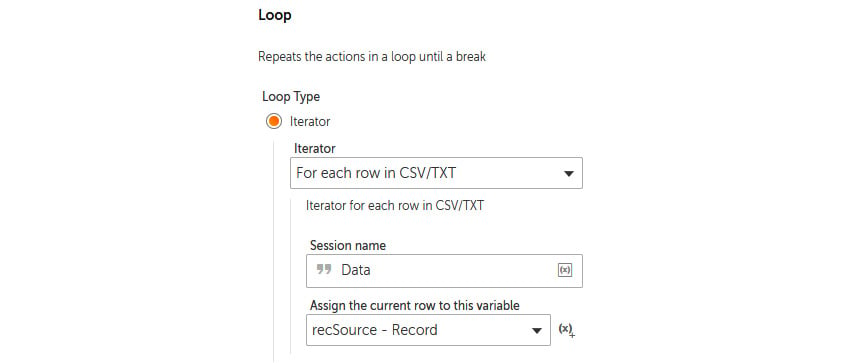 Loop
Repeats the actions in a loop until a break
Loop Type
Iterator
Iterator
For each row in CSV/TXT
Iterator for each row in CSV/TXT
Session name
Data
(x)
Assign the current row to this variable
recSource - Record
(x)+